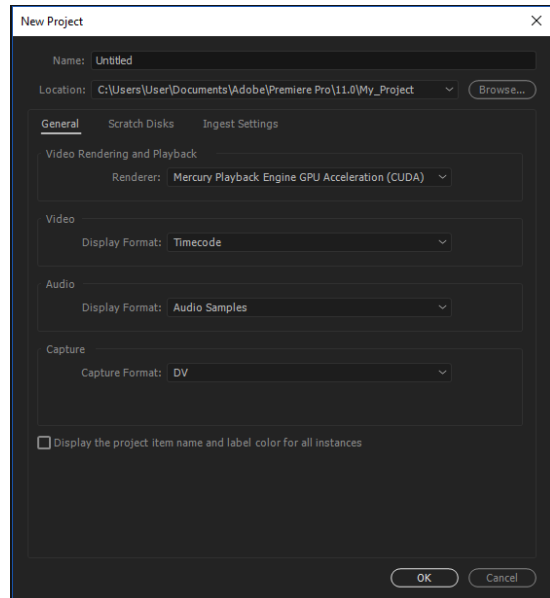 New Project
Name: Untitled
Location: C:\Users\User\Documents\Adobe\Premiere Pro\11.0\My_Project Browse...
General Scratch Disks Ingest Settings
Video Rendering and Playback
Renderer: Mercury Playback Engine GPU Acceleration (CUDA)
Video
Display Format: Timecode
Audio
Display Format: Audio Samples
Capture
Capture Format: DV
Display the project item name and label color for all instances
OK Cancel